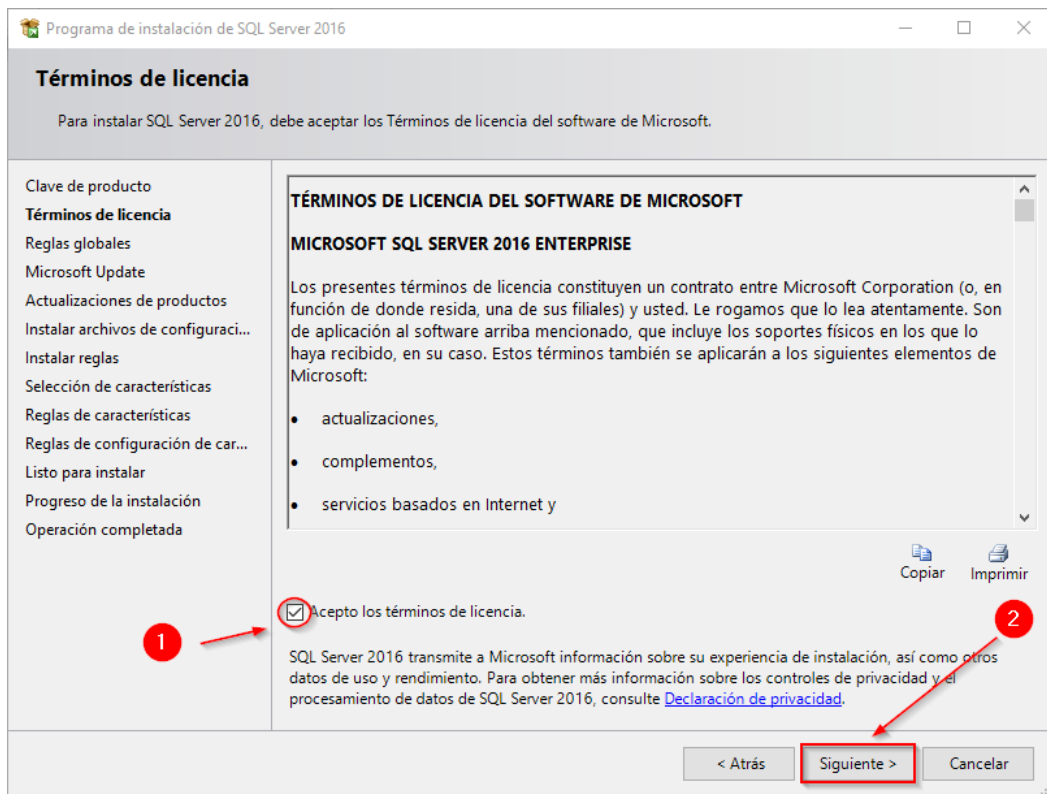 Programa de instalación de SQL Server 2016
Términos de licencia
Para instalar SQL Server 2016, debe aceptar los Términos de licencia del software de Microsoft.
Clave de producto
Términos de licencia
Reglas globales
Microsoft Update
Actualizaciones de productos
Instalar archivos de configuraci...
Instalar reglas
Selección de características
Reglas de características
Reglas de configuración de car...
Listo para instalar
Progreso de la instalación
Operación completada
TÉRMINOS DE LICENCIA DEL SOFTWARE DE MICROSOFT
MICROSOFT SQL SERVER 2016 ENTERPRISE
Los presentes términos de licencia constituyen un contrato entre Microsoft Corporation (o, en
función de donde resida, una de sus filiales) y usted. Le rogamos que lo lea atentamente. Son
de aplicación al software arriba mencionado, que incluye los soportes físicos en los que lo
haya recibido, en su caso. Estos términos también se aplicarán a los siguientes elementos de
Microsoft:
• actualizaciones,
• complementos,
• servicios basados en Internet y
Copiar Imprimir
Acepto los términos de licencia.
1
2
SQL Server 2016 transmite a Microsoft información sobre su experiencia de instalación, así como otros
datos de uso y rendimiento. Para obtener más información sobre los controles de privacidad y el
procesamiento de datos de SQL Server 2016, consulte Declaración de privacidad.
< Atrás Siguiente > Cancelar